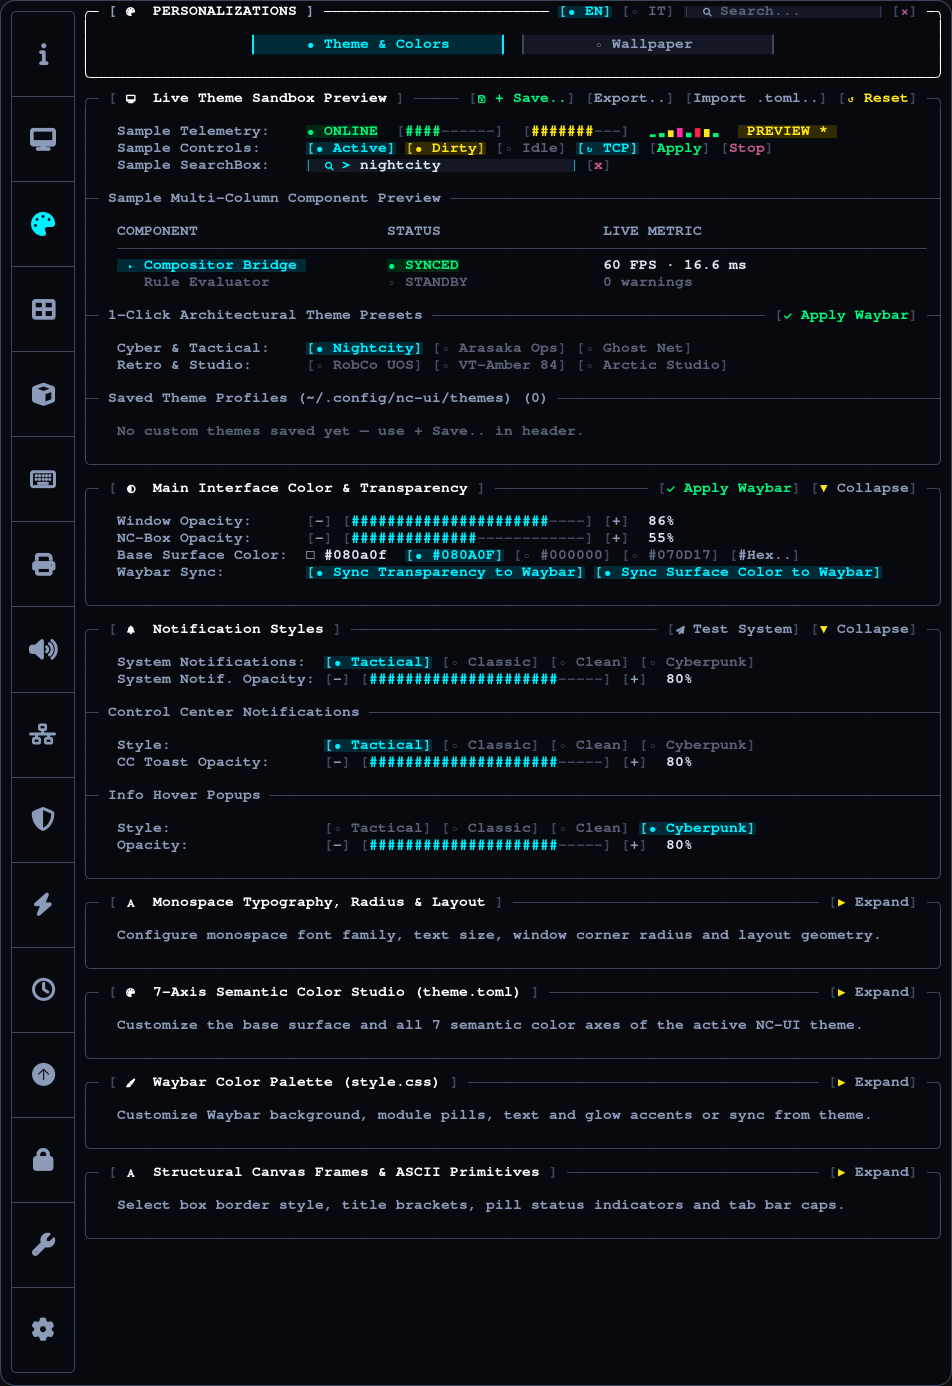 [ PERSONALIZATIONS ] [● EN] [○ IT] Search... [×]
● Theme & Colors ○ Wallpaper
[ Live Theme Sandbox Preview ] [+ Save..] [Export..] [Import .toml..] [↺ Reset]
Sample Telemetry: ● ONLINE [####------] [#######---] PREVIEW *
Sample Controls: [● Active] [● Dirty] [○ Idle] [↻ TCP] [Apply] [Stop]
Sample SearchBox: | > nightcity | [x]
Sample Multi-Column Component Preview
COMPONENT STATUS LIVE METRIC
▸ Compositor Bridge ● SYNCED 60 FPS · 16.6 ms
Rule Evaluator ○ STANDBY 0 warnings
1-Click Architectural Theme Presets [✓ Apply Waybar]
Cyber & Tactical: [● Nightcity] [○ Arasaka Ops] [○ Ghost Net]
Retro & Studio: [○ RobCo UOS] [○ VT-Amber 84] [○ Arctic Studio]
Saved Theme Profiles (~/.config/nc-ui/themes) (0)
No custom themes saved yet — use + Save.. in header.
[ Main Interface Color & Transparency ] [✓ Apply Waybar] [▼ Collapse]
Window Opacity: [-] [######################----] [+] 86%
NC-Box Opacity: [-] [##############------------] [+] 55%
Base Surface Color: □ #080a0f [● #080A0F] [○ #000000] [○ #070D17] [#Hex..]
Waybar Sync: [● Sync Transparency to Waybar] [● Sync Surface Color to Waybar]
[ Notification Styles ] [Test System] [▼ Collapse]
System Notifications: [● Tactical] [○ Classic] [○ Clean] [○ Cyberpunk]
System Notif. Opacity: [-] [#####################-----] [+] 80%
Control Center Notifications
Style: [● Tactical] [○ Classic] [○ Clean] [○ Cyberpunk]
CC Toast Opacity: [-] [#####################-----] [+] 80%
Info Hover Popups
Style: [○ Tactical] [○ Classic] [○ Clean] [● Cyberpunk]
Opacity: [-] [#####################-----] [+] 80%
[ A Monospace Typography, Radius & Layout ] [▶ Expand]
Configure monospace font family, text size, window corner radius and layout geometry.
[ 7-Axis Semantic Color Studio (theme.toml) ] [▶ Expand]
Customize the base surface and all 7 semantic color axes of the active NC-UI theme.
[ Waybar Color Palette (style.css) ] [▶ Expand]
Customize Waybar background, module pills, text and glow accents or sync from theme.
[ A Structural Canvas Frames & ASCII Primitives ] [▶ Expand]
Select box border style, title brackets, pill status indicators and tab bar caps.